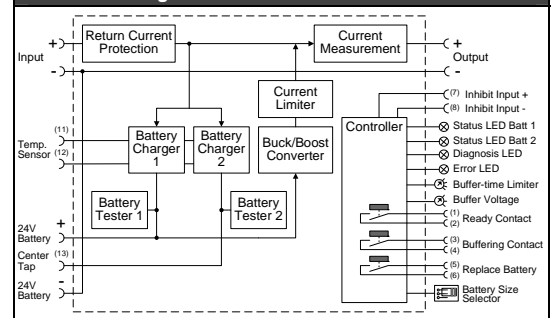 Input
+
-
Return Current
Protection
Current
Measurement
+
Output
-
Current
Limiter
(11)
Temp.
Sensor (12)
Battery
Charger
1
Battery
Charger
2
Buck/Boost
Converter
Battery
Tester 1
Battery
Tester 2
+
24V
Battery
Center (13)
Tap
-
24V
Battery
Controller
(7) Inhibit Input +
(8) Inhibit Input -
Status LED Batt 1
Status LED Batt 2
Diagnosis LED
Error LED
Buffer-time Limiter
Buffer Voltage
(1)
Ready Contact
(2)
(3)
Buffering Contact
(4)
(5)
Replace Battery
(6)
Battery Size
Selector